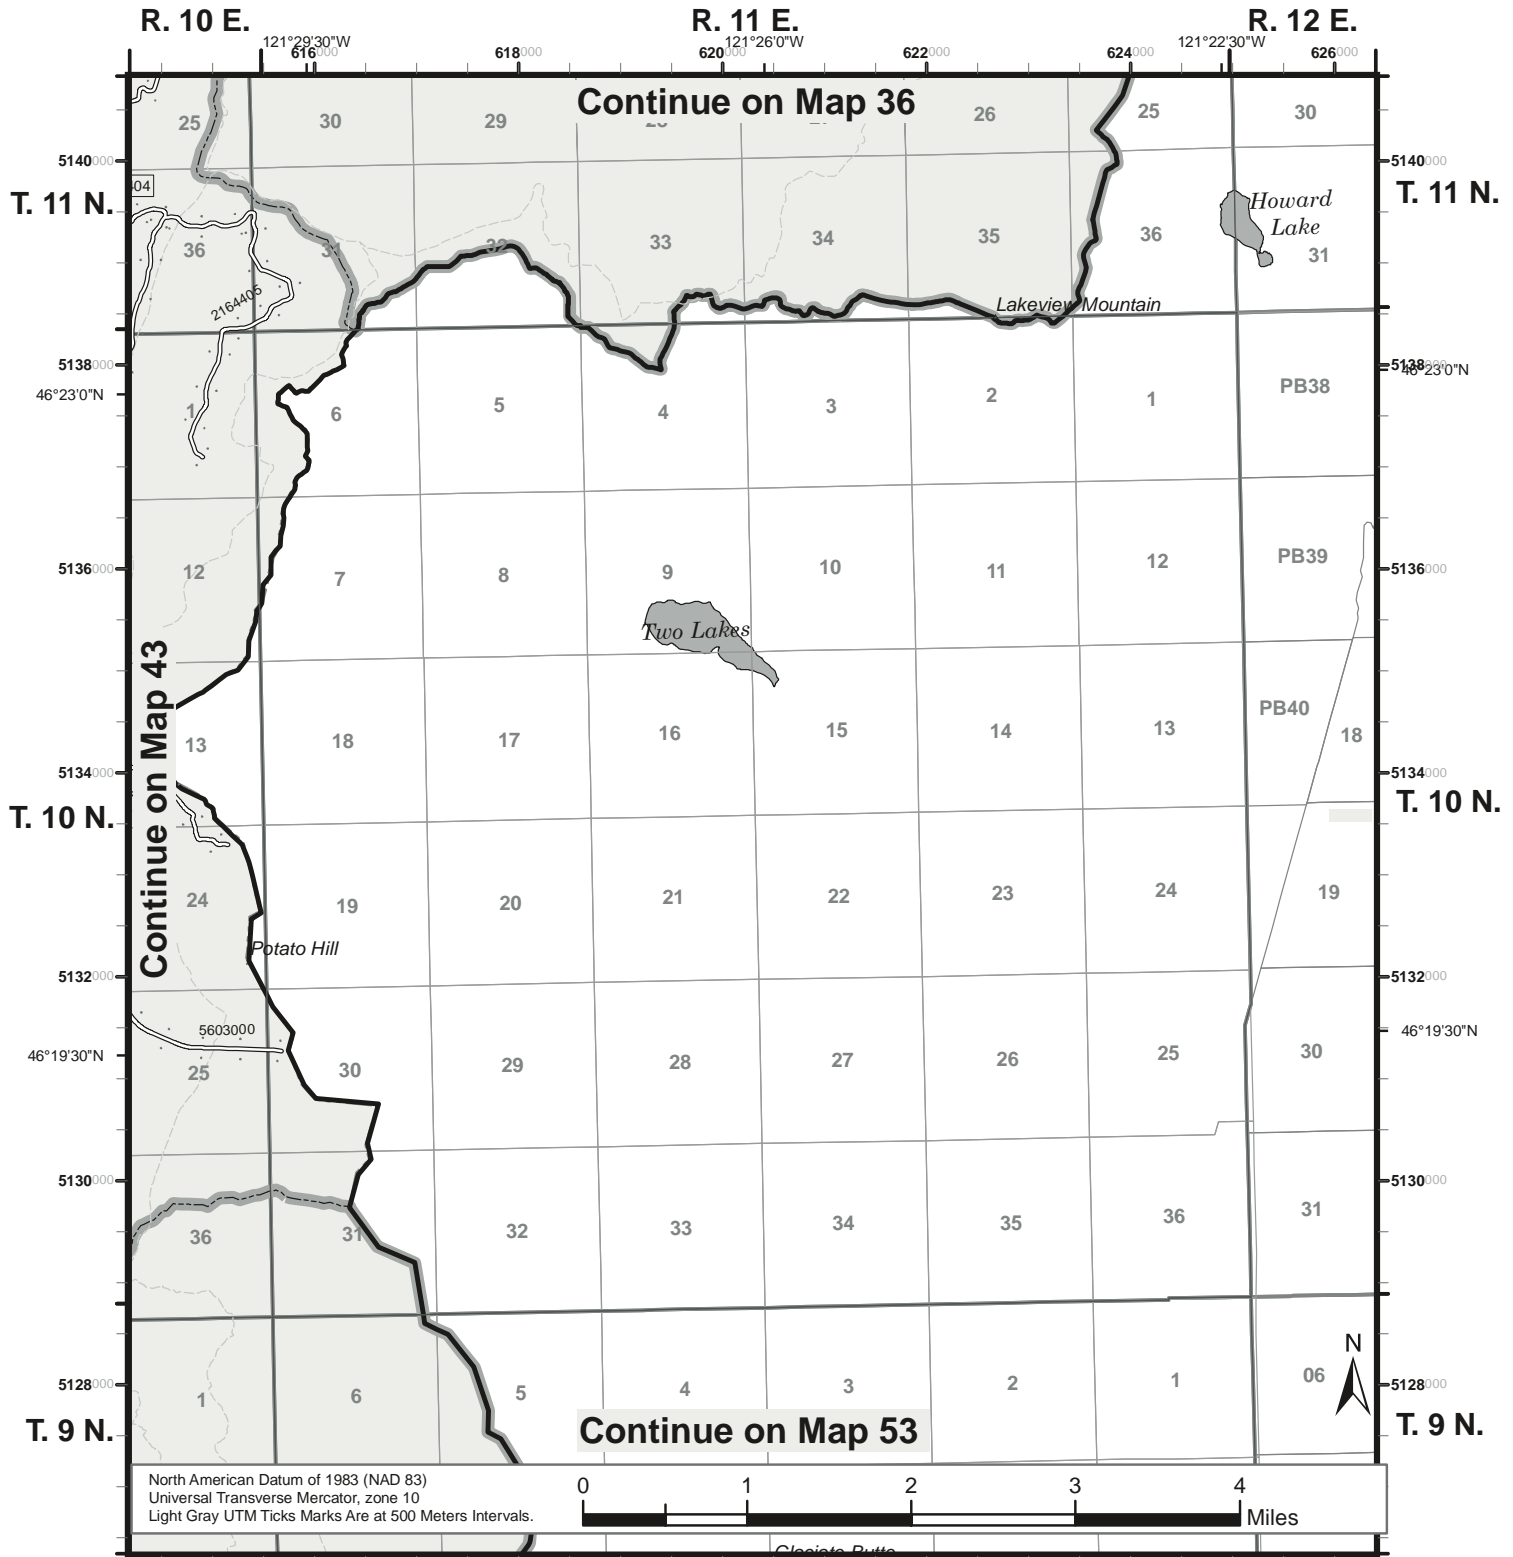 R. 10 E. R. 11 E. R. 12 E.
121°29'30"W 121°26'0"W 121°22'30"W
616000 618000 620000 622000 624000 626000
Continue on Map 36
25 30 29 26 25 30
5140000 5140000
404
T. 11 N. T. 11 N.
Howard
Lake
36 31 32 33 34 35 36 31
2164405
Lakeview Mountain
5138000 5138000
46°23'0"N 46°23'0"N
1 6 5 4 3 2 1 PB38
5136000 5136000
12 7 8 9 10 11 12 PB39
Two Lakes
Continue on Map 43
13 18 17 16 15 14 13 PB40 18
5134000 5134000
T. 10 N. T. 10 N.
24 19 20 21 22 23 24 19
Potato Hill
5132000 5132000
5603000
46°19'30"N 46°19'30"N
25 30 29 28 27 26 25 30
5130000 5130000
36 31 32 33 34 35 36 31
N
5128000 5128000
1 6 5 4 3 2 1 06
T. 9 N. T. 9 N.
Continue on Map 53
North American Datum of 1983 (NAD 83)
Universal Transverse Mercator, zone 10
Light Gray UTM Ticks Marks Are at 500 Meters Intervals.
0 1 2 3 4
Miles